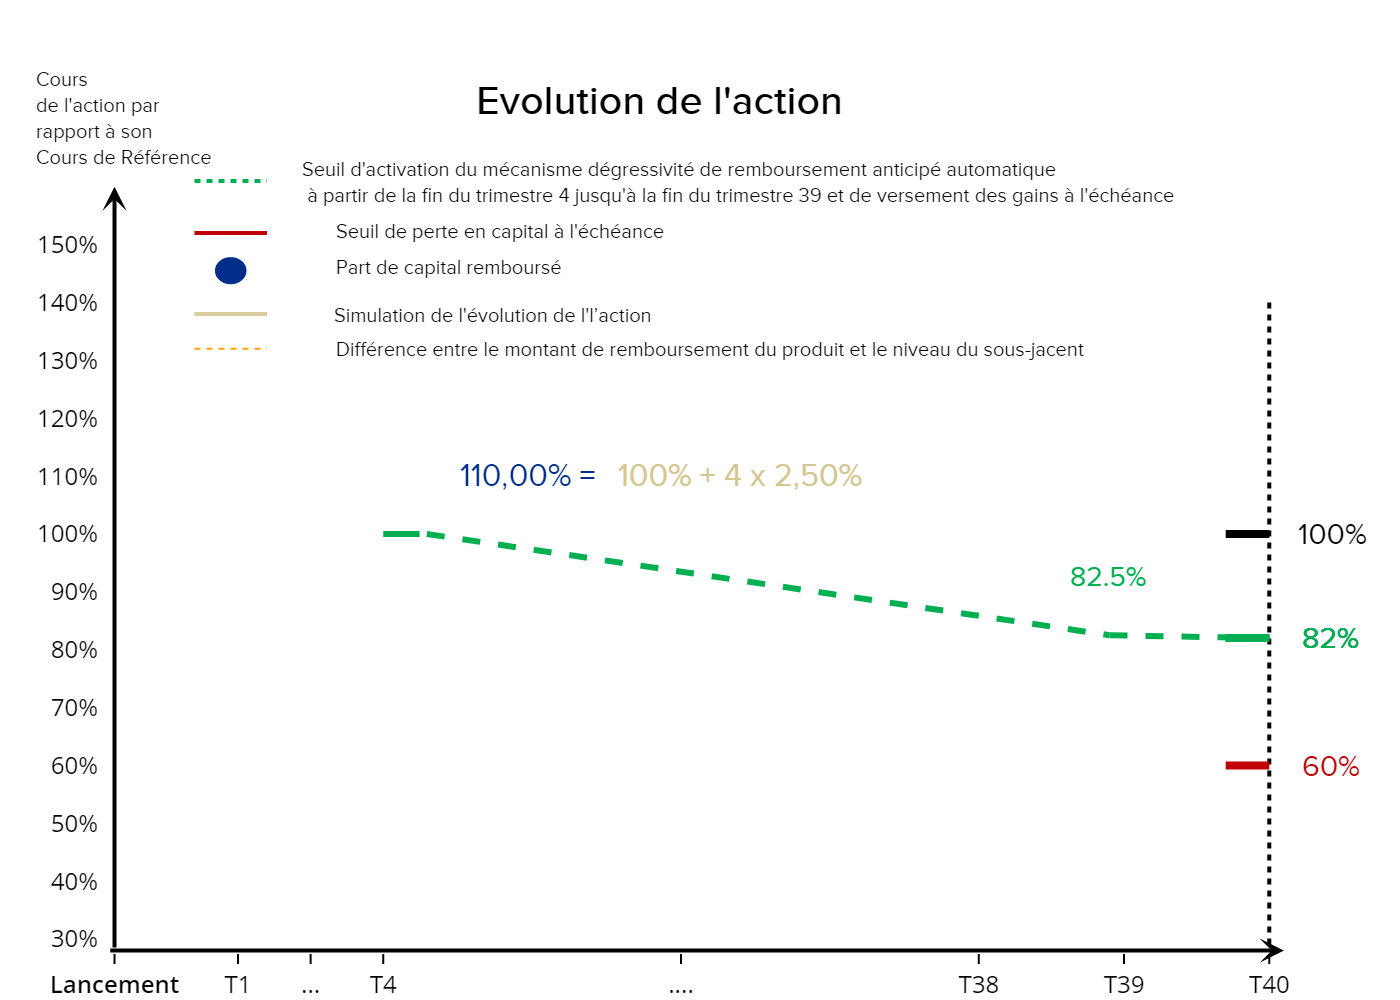 Cours
de l'action par
rapport à son
Cours de Référence
Evolution de l'action
Seuil d'activation du mécanisme dégressivité de remboursement anticipé automatique
à partir de la fin du trimestre 4 jusqu'à la fin du trimestre 39 et de versement des gains à l'échéance
Seuil de perte en capital à l'échéance
Part de capital remboursé
Simulation de l'évolution de l'l’action
Différence entre le montant de remboursement du produit et le niveau du sous-jacent
150%
140%
130%
120%
110%
100%
90%
80%
70%
60%
50%
40%
30%
110,00% = 100% + 4 x 2,50%
100%
82.5%
82%
60%
Lancement T1 ... T4 .... T38 T39 T40